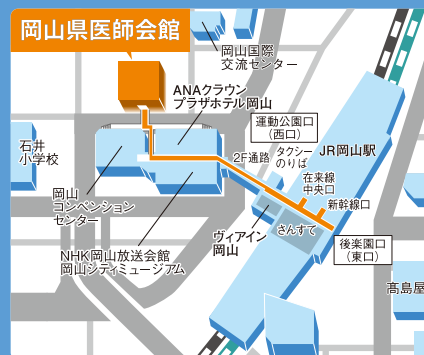 岡山県医師会館
岡山国際
交流センター
ANAクラウン
プラザホテル岡山
運動公園口
（西口）
石井
小学校
2F通路
タクシー
のりば
JR岡山駅
在来線
中央口
新幹線口
岡山
コンベンション
センター
ヴィアイン
岡山
さんすて
後楽園口
（東口）
NHK岡山放送会館
岡山シティミュージアム
髙島屋